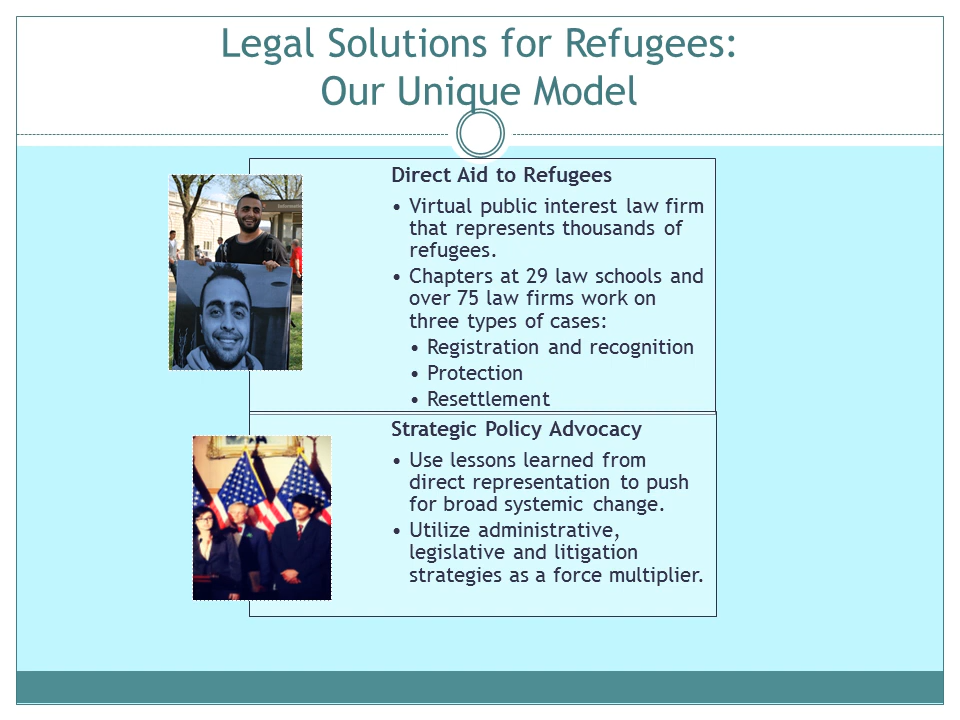 Legal Solutions for Refugees:
Our Unique Model
Direct Aid to Refugees
• Virtual public interest law firm
that represents thousands of
refugees.
• Chapters at 29 law schools and
over 75 law firms work on
three types of cases:
• Registration and recognition
• Protection
• Resettlement
Strategic Policy Advocacy
• Use lessons learned from
direct representation to push
for broad systemic change.
• Utilize administrative,
legislative and litigation
strategies as a force multiplier.